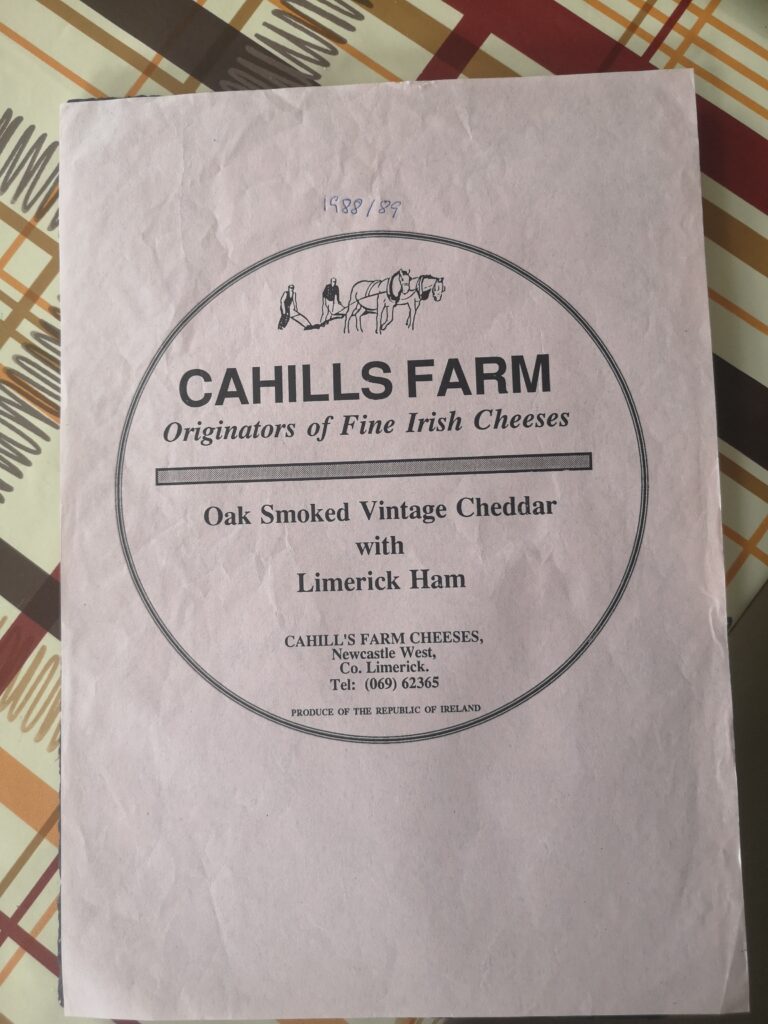 1988/89
CAHILLS FARM
Originators of Fine Irish Cheeses
Oak Smoked Vintage Cheddar
with
Limerick Ham
CAHILL'S FARM CHEESES,
Newcastle West,
Co. Limerick.
Tel: (069) 62365
PRODUCE OF THE REPUBLIC OF IRELAND